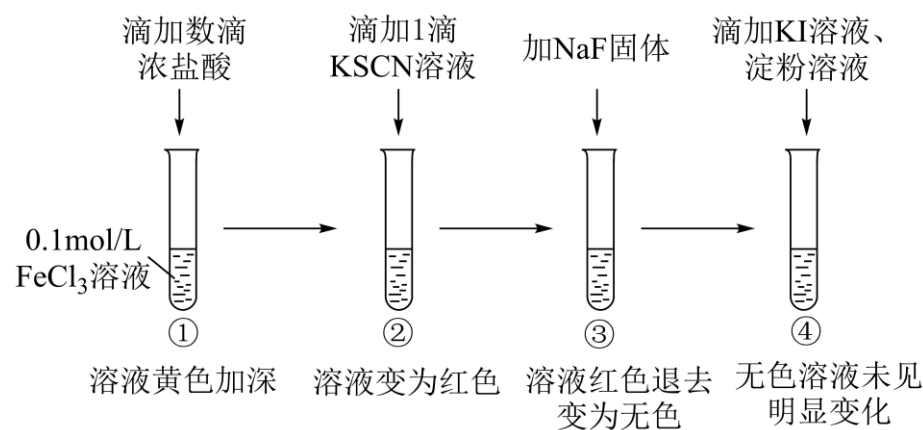 滴加数滴
浓盐酸
滴加1滴
KSCN溶液
加NaF固体
滴加KI溶液、
淀粉溶液
0.1mol/L
FeCl₃溶液
①
②
③
④
溶液黄色加深
溶液变为红色
溶液红色退去
变为无色
无色溶液未见
明显变化